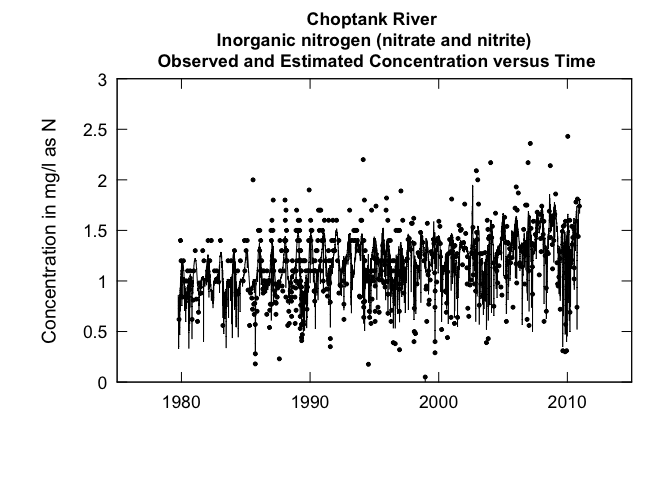 Choptank River
Inorganic nitrogen (nitrate and nitrite)
Observed and Estimated Concentration versus Time
3
2.5
2
1.5
1
0.5
0
Concentration in mg/l as N
1980 1990 2000 2010